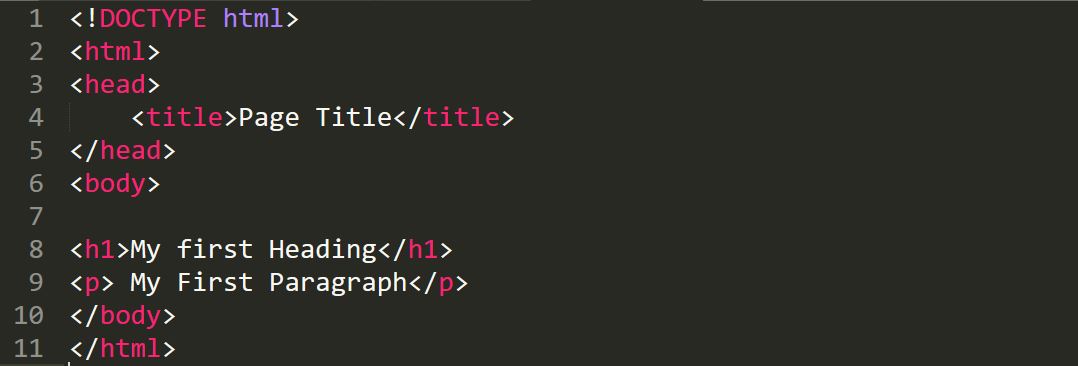 1 <!DOCTYPE html>
2 <html>
3 <head>
4     <title>Page Title</title>
5 </head>
6 <body>
7
8 <h1>My first Heading</h1>
9 <p> My First Paragraph</p>
10 </body>
11 </html>